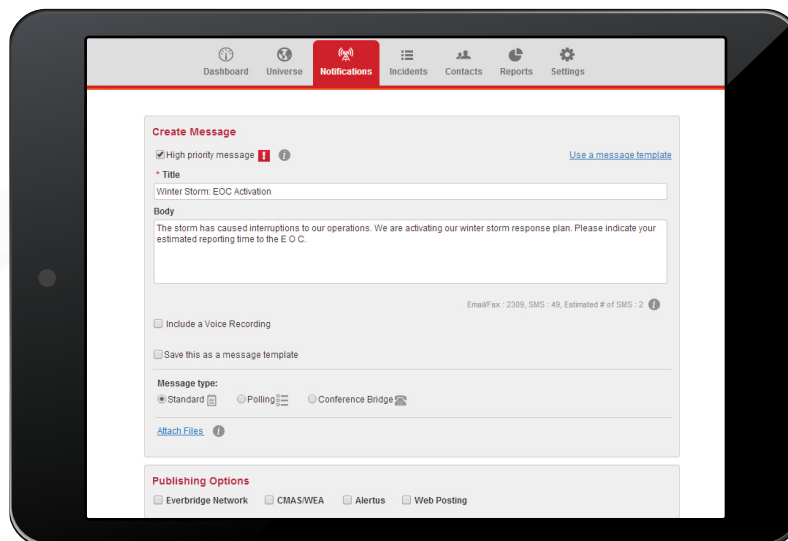 Dashboard Universe Notifications Incidents Contacts Reports Settings
Create Message
High priority message ! i
Use a message template
* Title
Winter Storm: EOC Activation
Body
The storm has caused interruptions to our operations. We are activating our winter storm response plan. Please indicate your
estimated reporting time to the E O C.
Email/Fax : 2309, SMS : 49, Estimated # of SMS : 2 i
Include a Voice Recording
Save this as a message template
Message type:
Standard Polling Conference Bridge
Attach Files i
Publishing Options
Everbridge Network CMAS/WEA Alertus Web Posting